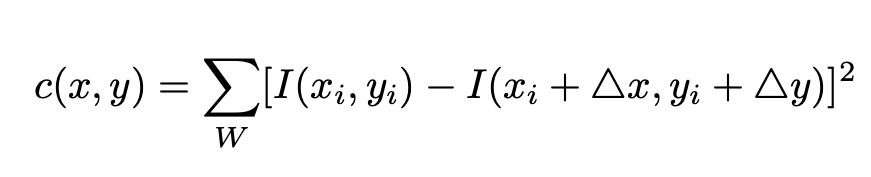 c(x, y) = ∑_W [I(x_i, y_i) − I(x_i + △x, y_i + △y)]²